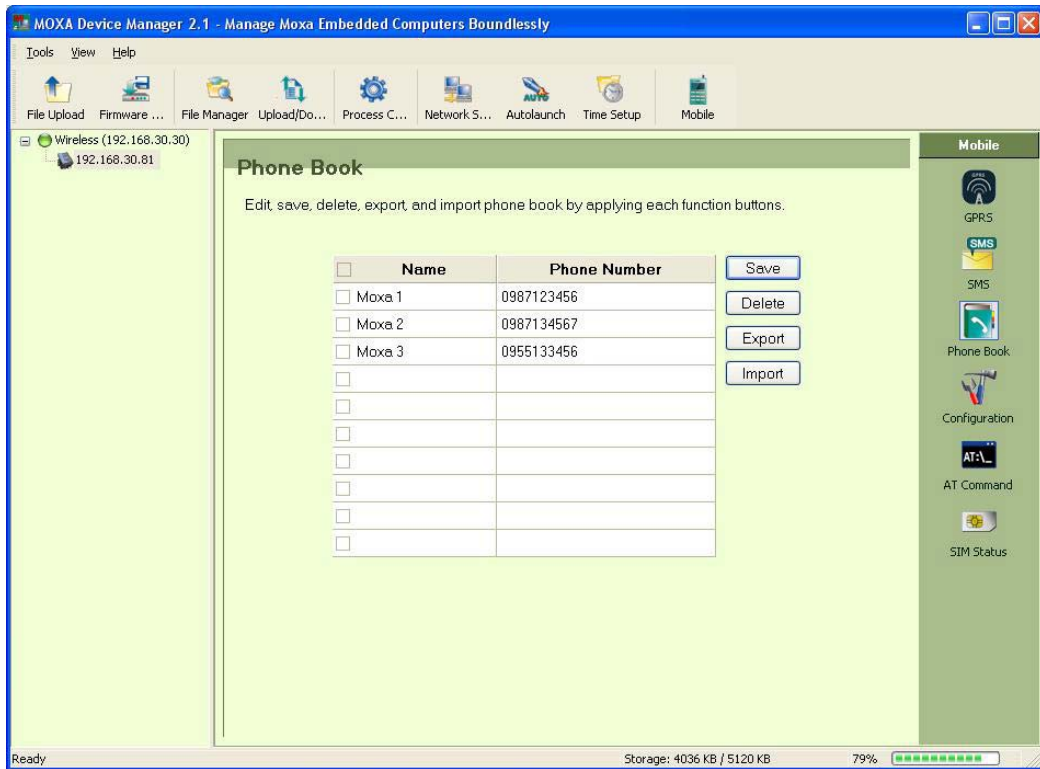 MOXA Device Manager 2.1 - Manage Moxa Embedded Computers Boundlessly
Tools View Help
File Upload Firmware ... File Manager Upload/Do... Process C... Network S... Autolaunch Time Setup Mobile
Wireless (192.168.30.30)
192.168.30.81
Phone Book
Edit, save, delete, export, and import phone book by applying each function buttons.
Name Phone Number
Moxa 1 0987123456
Moxa 2 0987134567
Moxa 3 0955133456
Save
Delete
Export
Import
Mobile
GPRS
GPRS
SMS
SMS
Phone Book
Configuration
AT:\_
AT Command
SIM Status
Ready Storage: 4036 KB / 5120 KB 79%